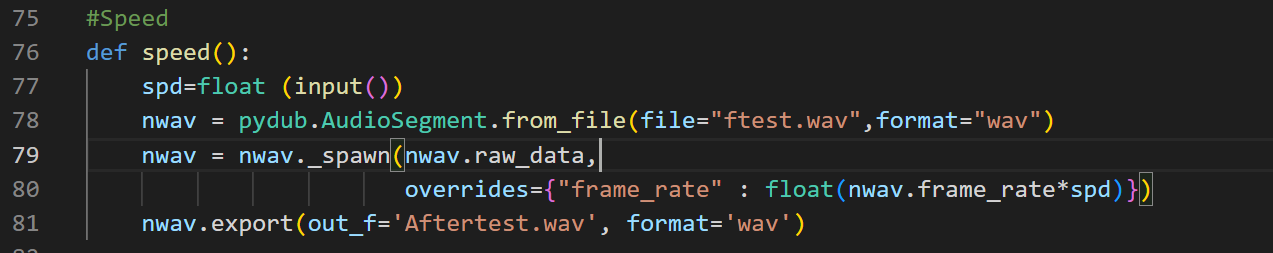 75 #Speed
76 def speed():
77 spd=float (input())
78 nwav = pydub.AudioSegment.from_file(file="ftest.wav",format="wav")
79 nwav = nwav._spawn(nwav.raw_data,
80 overrides={"frame_rate" : float(nwav.frame_rate*spd)})
81 nwav.export(out_f='Aftertest.wav', format='wav')